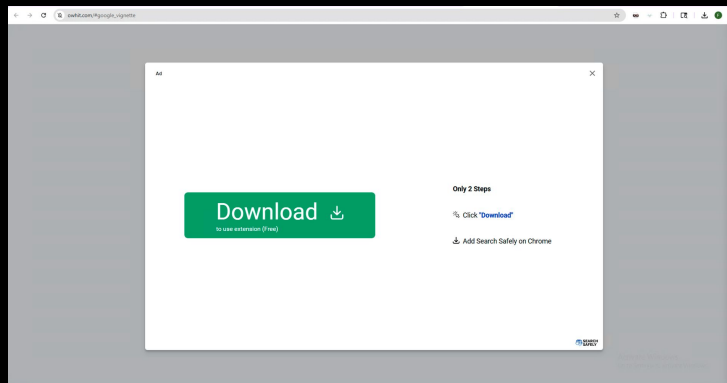 owhit.com/#google_vignette
Ad
Download
to use extension (Free)
Only 2 Steps
Click "Download"
Add Search Safely on Chrome
SEARCH
SAFELY